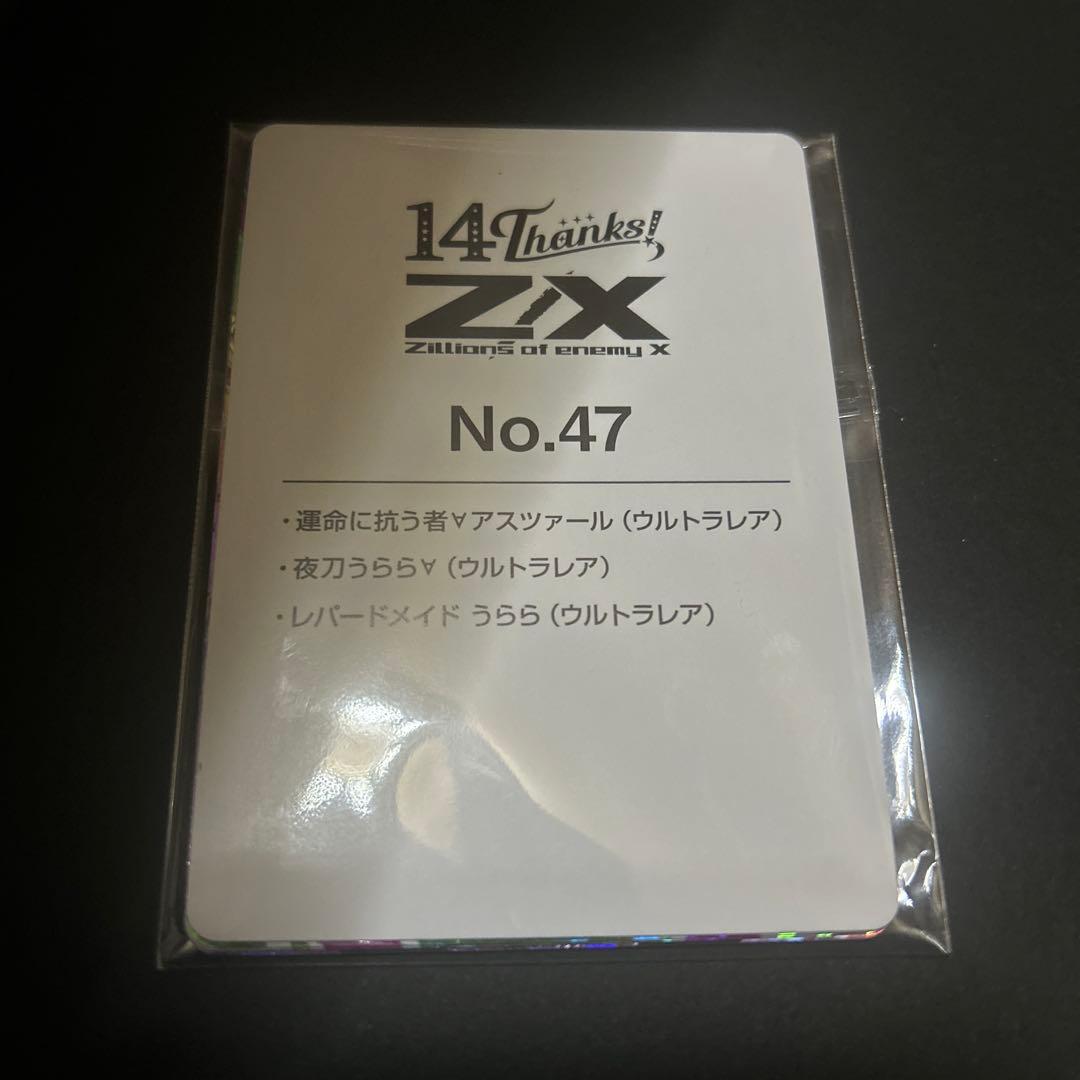 14 Thanks!
Z/X
Zillions of enemy X
No.47
・運命に抗う者∀アスツァール（ウルトラレア）
・夜刀うらら∀（ウルトラレア）
・レパードメイド うらら（ウルトラレア）